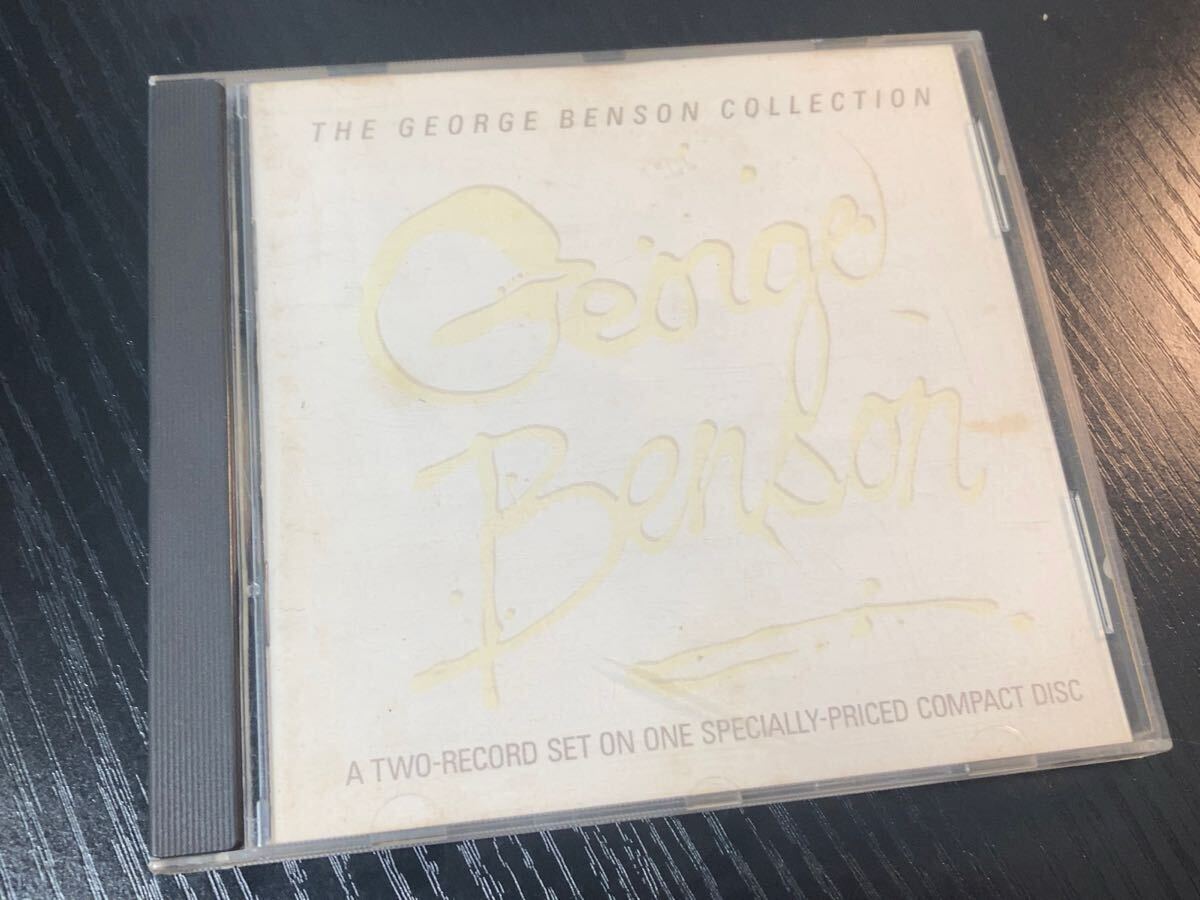 THE GEORGE BENSON COLLECTION
George
Benson
A TWO-RECORD SET ON ONE SPECIALLY-PRICED COMPACT DISC